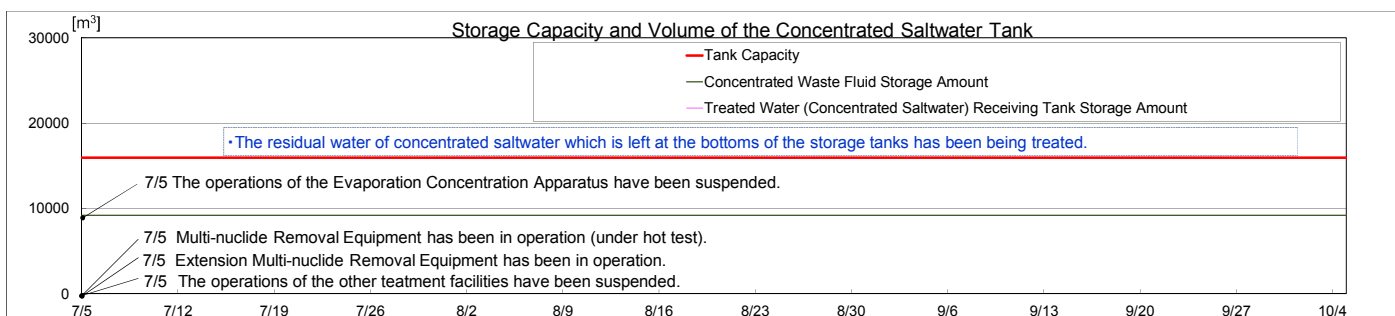 [m³]
Storage Capacity and Volume of the Concentrated Saltwater Tank
30000
Tank Capacity
Concentrated Waste Fluid Storage Amount
Treated Water (Concentrated Saltwater) Receiving Tank Storage Amount
20000
・The residual water of concentrated saltwater which is left at the bottoms of the storage tanks has been being treated.
7/5 The operations of the Evaporation Concentration Apparatus have been suspended.
10000
7/5 Multi-nuclide Removal Equipment has been in operation (under hot test).
7/5 Extension Multi-nuclide Removal Equipment has been in operation.
7/5 The operations of the other teatment facilities have been suspended.
0
7/5 7/12 7/19 7/26 8/2 8/9 8/16 8/23 8/30 9/6 9/13 9/20 9/27 10/4